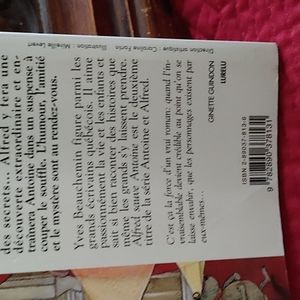 des secrets... Alfred y fera une
découverte extraordinaire et en-
traînera Antoine dans un suspense à
couper le souffle. L'humour, l'amitié
et le mystère sont au rendez-vous.
Yves Beauchemin figure parmi les
grands écrivains québécois. Il aime
passionnément la vie, les enfants et
sait si bien raconter des histoires que
même les grands s'y laissent prendre.
Alfred sauve Antoine est le deuxième
titre de la série Antoine et Alfred.
C'est ça la force d'un vrai roman: quand l'in-
vraisemblable devient crédible au point qu'on se
laisse envahir, que les personnages existent par
eux-mêmes...
GINETTE GUINDON
LURELU
Direction artistique : Carolina Fortin
Illustration : Mireille Levert
ISBN 2-89037-813-6
9 782890 378131